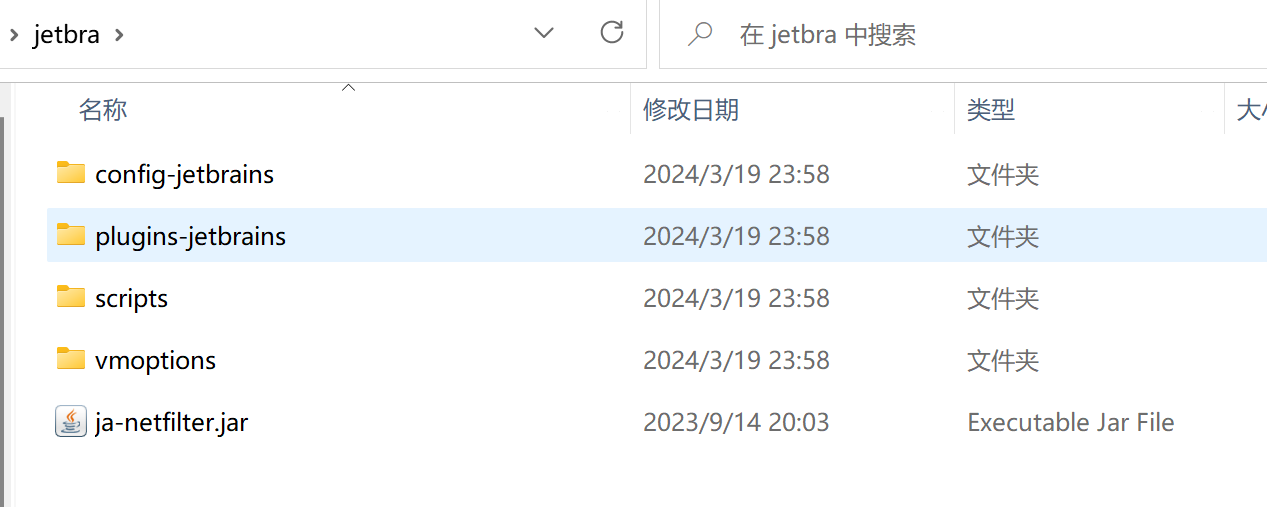 jetbra
在 jetbra 中搜索
名称 修改日期 类型
config-jetbrains 2024/3/19 23:58 文件夹
plugins-jetbrains 2024/3/19 23:58 文件夹
scripts 2024/3/19 23:58 文件夹
vmoptions 2024/3/19 23:58 文件夹
ja-netfilter.jar 2023/9/14 20:03 Executable Jar File